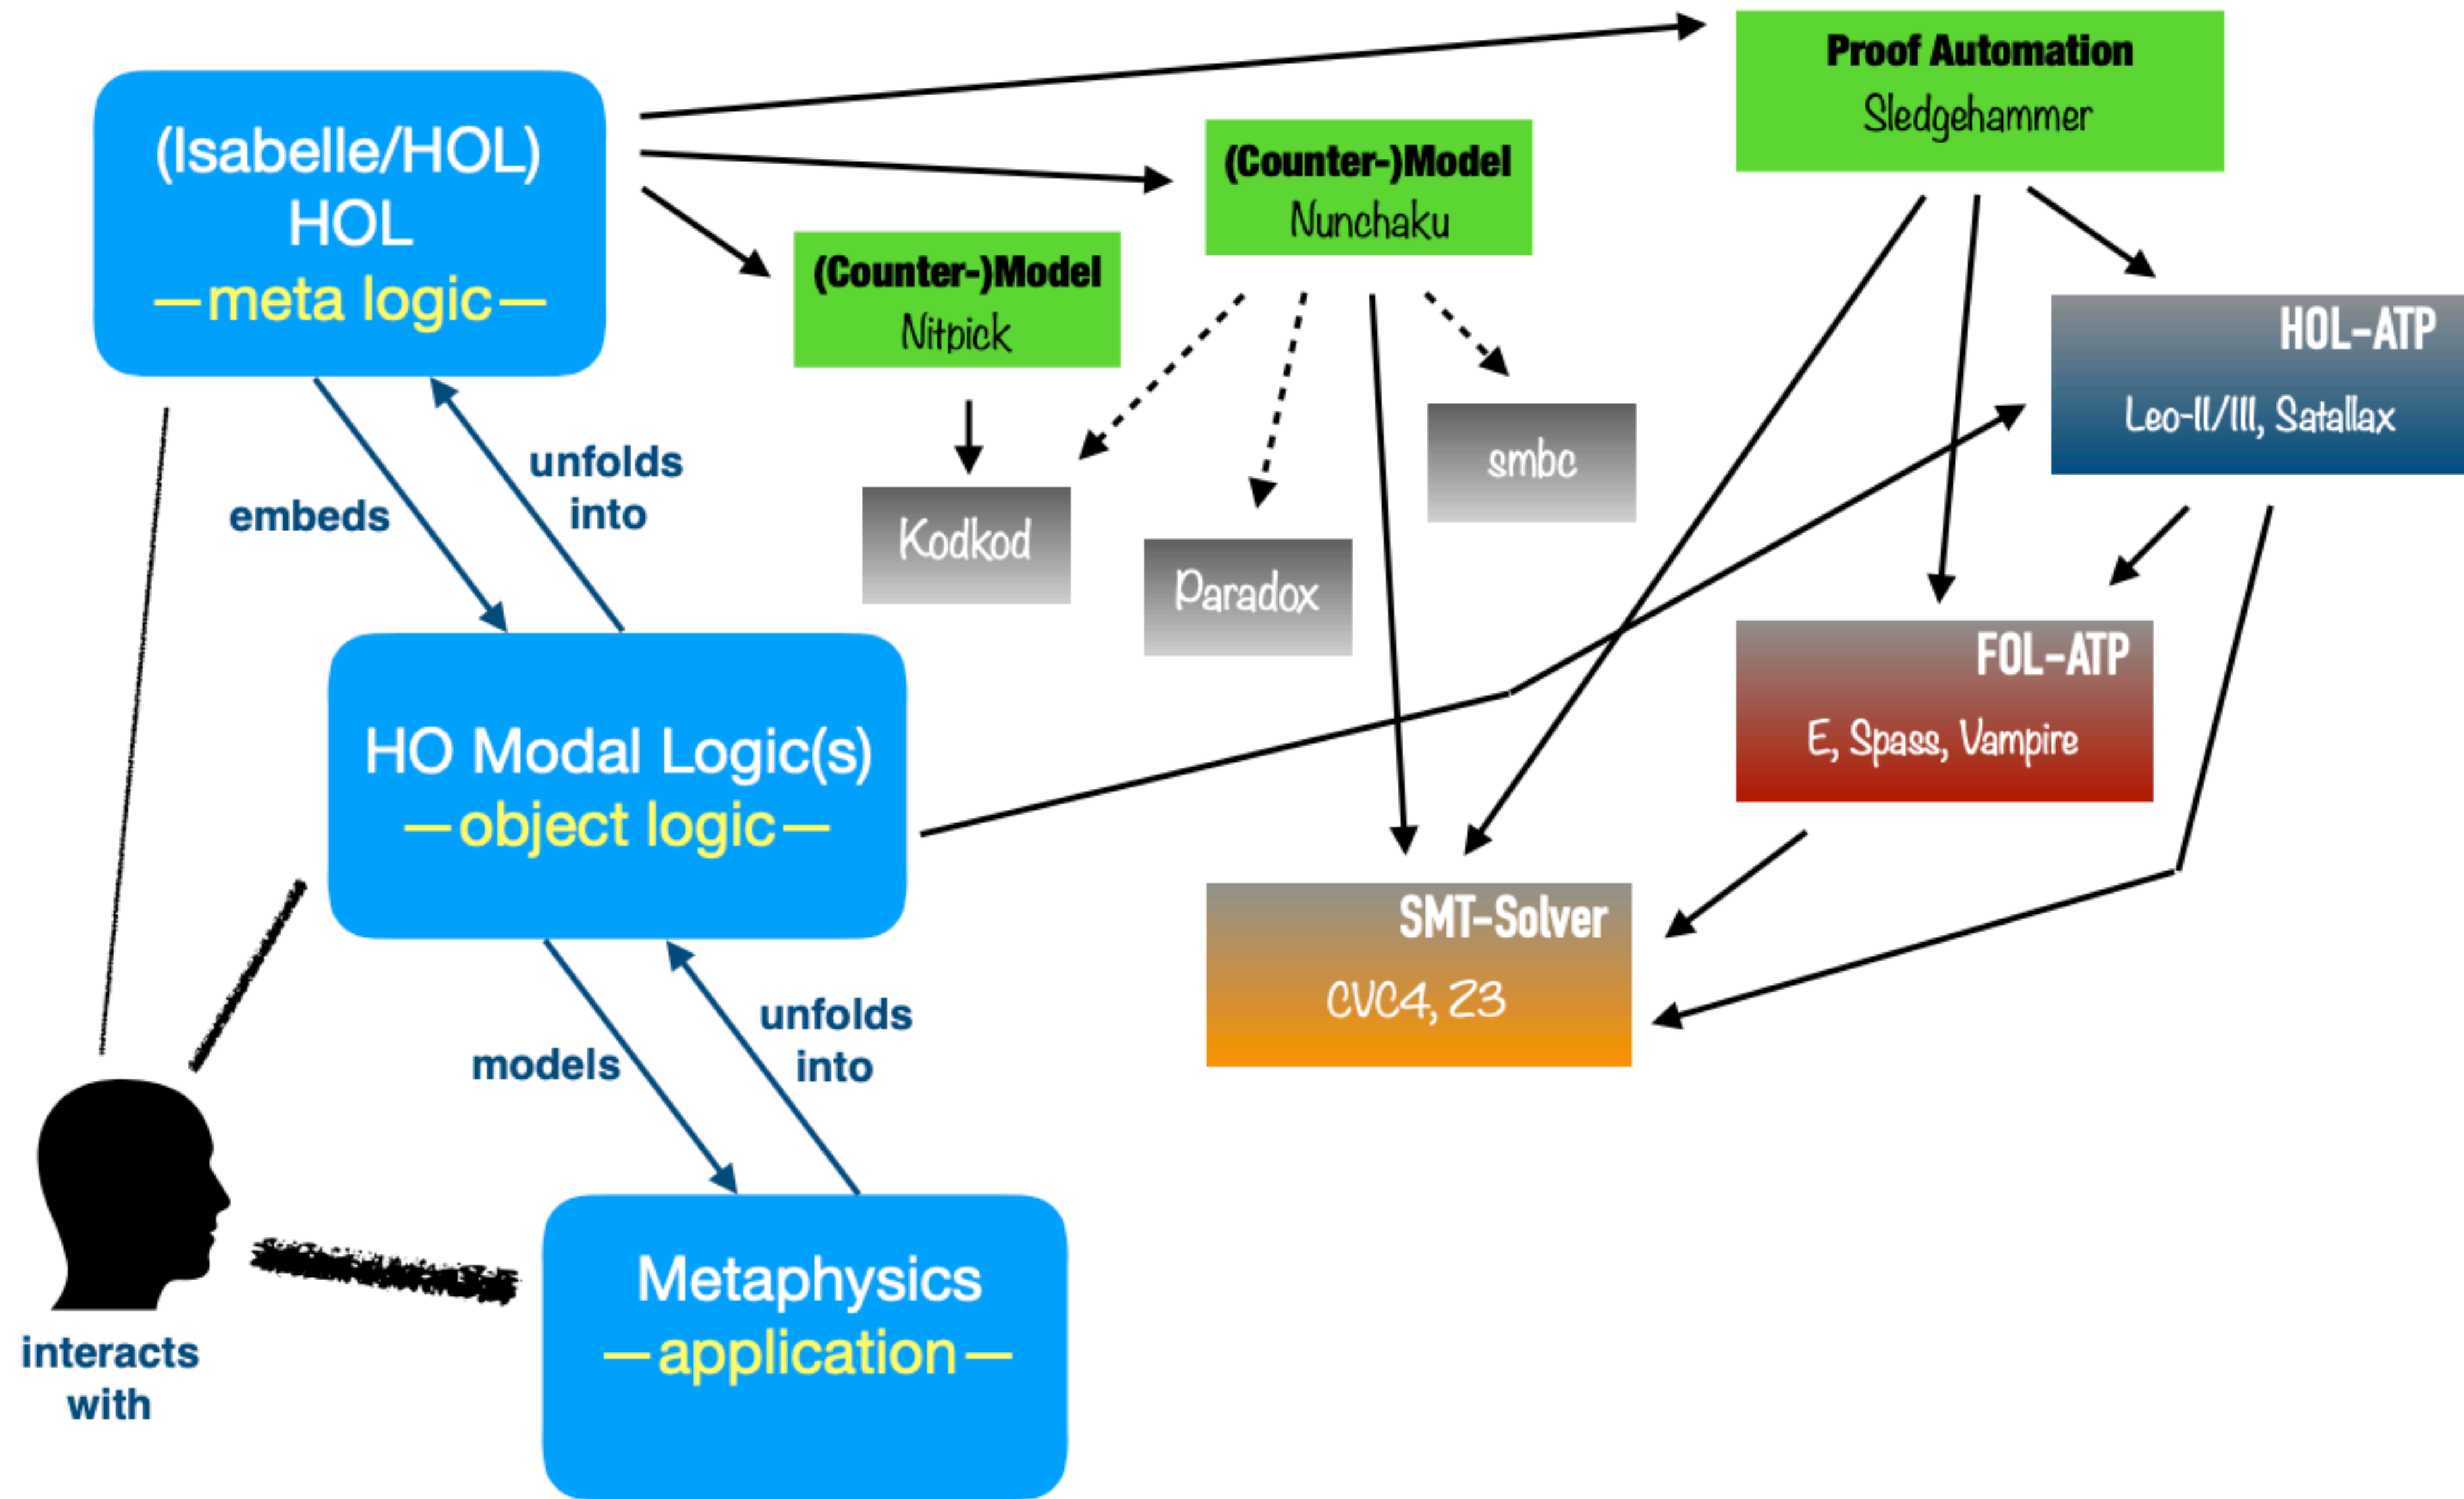 Proof Automation
Sledgehammer
(Isabelle/HOL)
HOL
—meta logic—
(Counter-)Model
Nunchaku
(Counter-)Model
Nitpick
HOL-ATP
Leo-II/III, Satallax
embeds
unfolds
into
smbc
Kodkod
Paradox
FOL-ATP
E, Spass, Vampire
HO Modal Logic(s)
—object logic—
SMT-Solver
CVC4, Z3
models
unfolds
into
Metaphysics
—application—
interacts
with